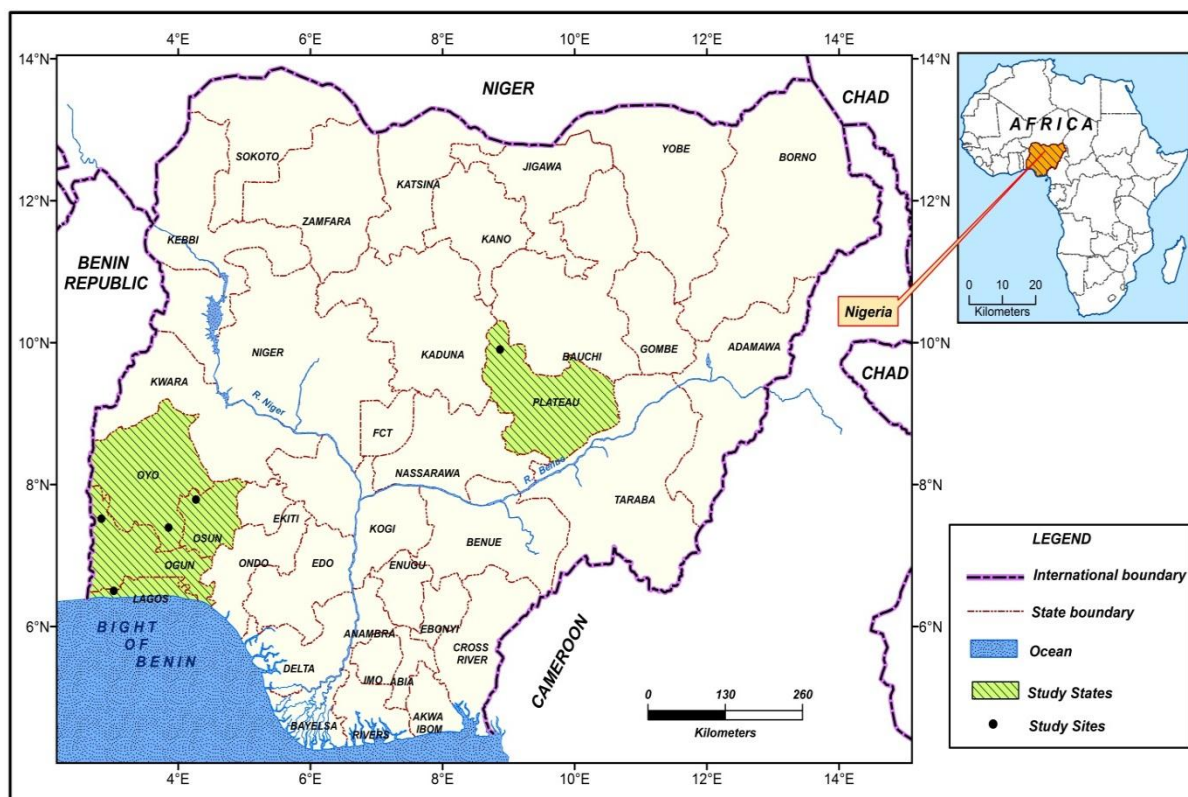 4°E 6°E 8°E 10°E 12°E 14°E
14°N
14°N
NIGER
CHAD
AFRICA
SOKOTO
YOBE
JIGAWA
BORNO
KATSINA
12°N
12°N
ZAMFARA
KEBBI
KANO
BENIN
REPUBLIC
0 10 20
Kilometers
Nigeria
10°N
10°N
NIGER
KADUNA
BAUCHI
GOMBE
ADAMAWA
CHAD
KWARA
R. Niger
PLATEAU
FCT
OYO
NASSARAWA
R. Benue
8°N
8°N
TARABA
EKITI
OSUN
KOGI
BENUE
OGUN
ONDO
EDO
ENUGU
LAGOS
6°N
6°N
BIGHT
OF
BENIN
ANAMBRA
EBONYI
CROSS
RIVER
CAMEROON
DELTA
IMO
ABIA
BAYELSA
RIVERS
AKWA
IBOM
0 130 260
Kilometers
4°E 6°E 8°E 10°E 12°E 14°E
LEGEND
International boundary
State boundary
Ocean
Study States
Study Sites